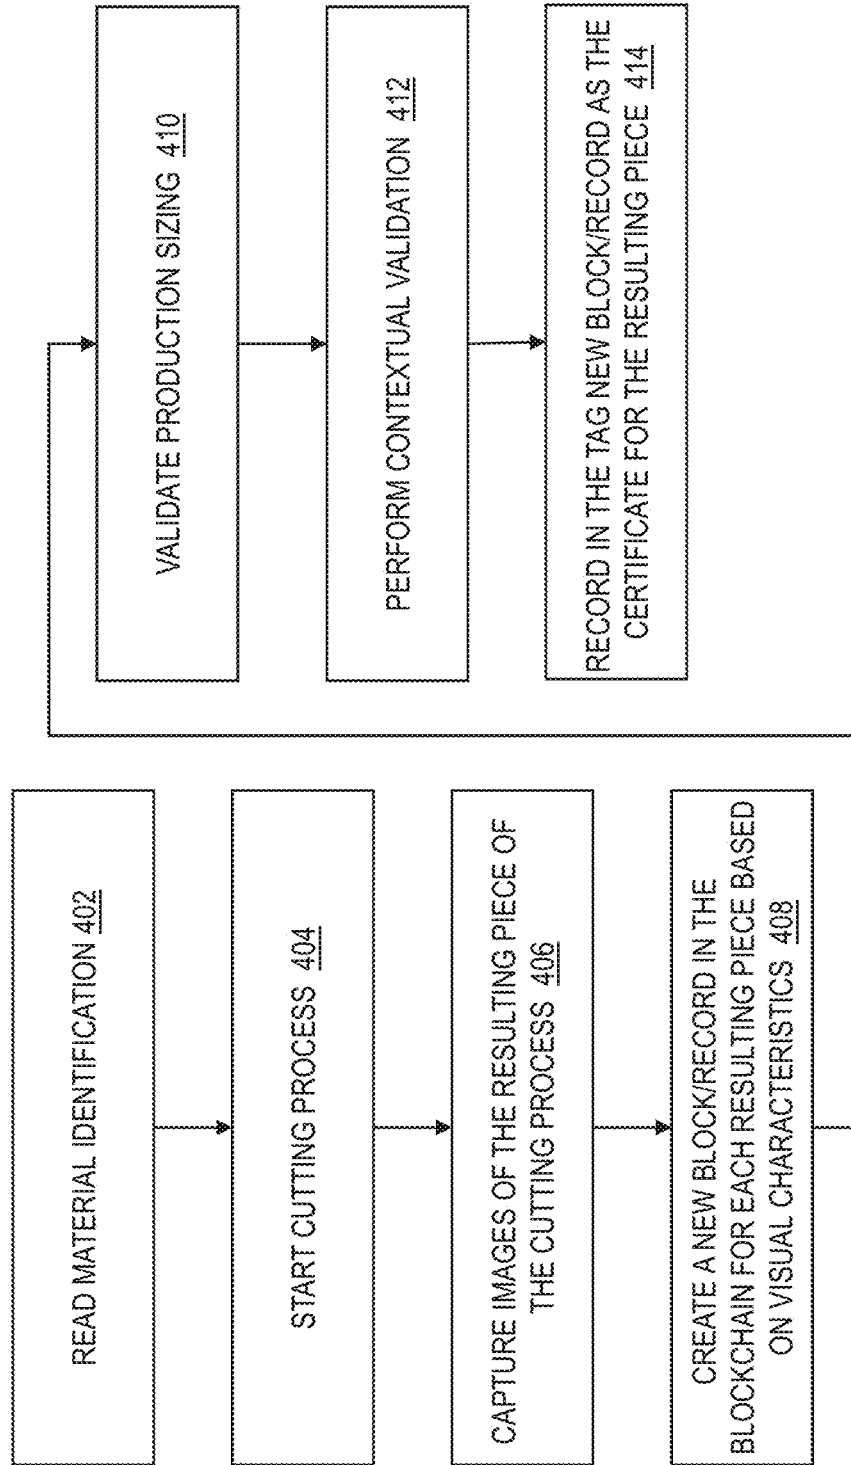 READ MATERIAL IDENTIFICATION 402
START CUTTING PROCESS 404
CAPTURE IMAGES OF THE RESULTING PIECE OF
THE CUTTING PROCESS 406
CREATE A NEW BLOCK/RECORD IN THE
BLOCKCHAIN FOR EACH RESULTING PIECE BASED
ON VISUAL CHARACTERISTICS 408
VALIDATE PRODUCTION SIZING 410
PERFORM CONTEXTUAL VALIDATION 412
RECORD IN THE TAG NEW BLOCK/RECORD AS THE
CERTIFICATE FOR THE RESULTING PIECE 414